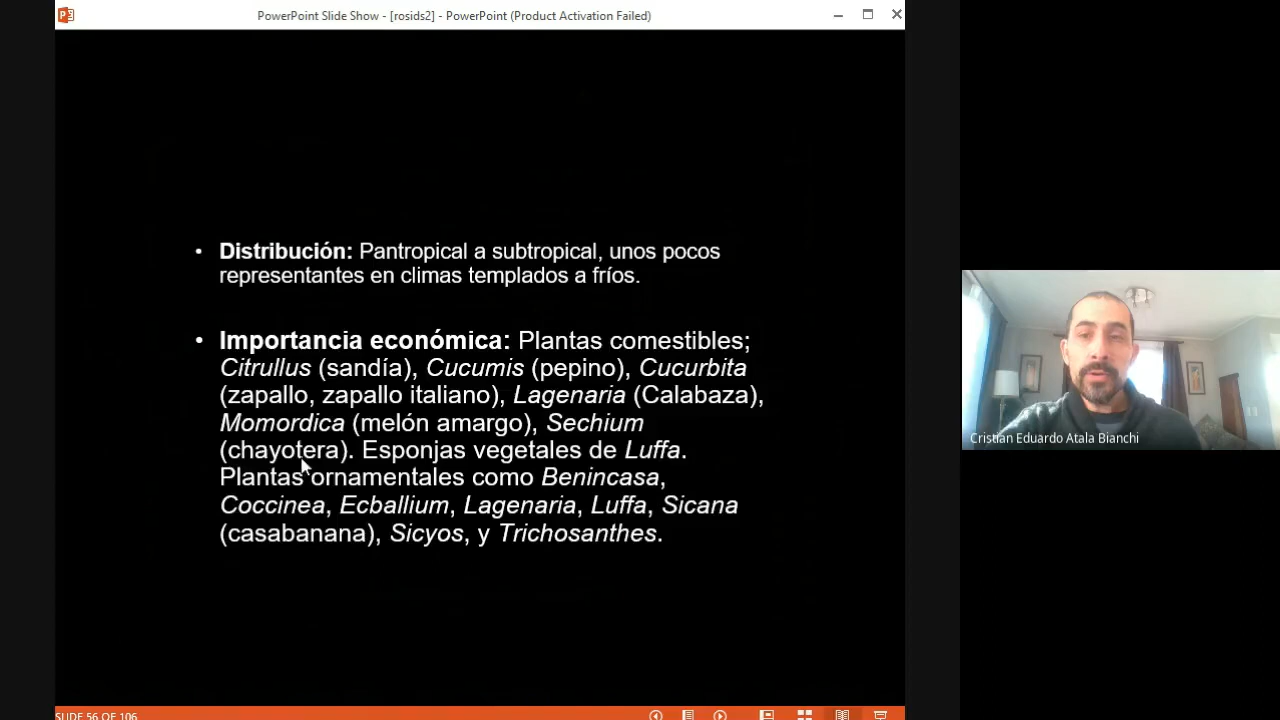 PowerPoint Slide Show - [rosids2] - PowerPoint (Product Activation Failed)
• Distribución: Pantropical a subtropical, unos pocos
representantes en climas templados a fríos.
• Importancia económica: Plantas comestibles;
Citrullus (sandía), Cucumis (pepino), Cucurbita
(zapallo, zapallo italiano), Lagenaria (Calabaza),
Momordica (melón amargo), Sechium
(chayotera). Esponjas vegetales de Luffa.
Plantas ornamentales como Benincasa,
Coccinea, Ecballium, Lagenaria, Luffa, Sicana
(casabanana), Sicyos, y Trichosanthes.
Cristian Eduardo Atala Bianchi
SLIDE 56 OF 106